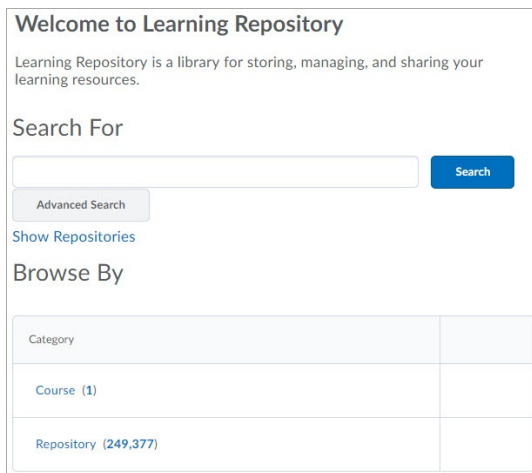 Welcome to Learning Repository
Learning Repository is a library for storing, managing, and sharing your
learning resources.
Search For
Search
Advanced Search
Show Repositories
Browse By
Category
Course (1)
Repository (249,377)